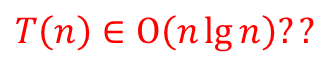 T(n) ∈ O(n lg n)??